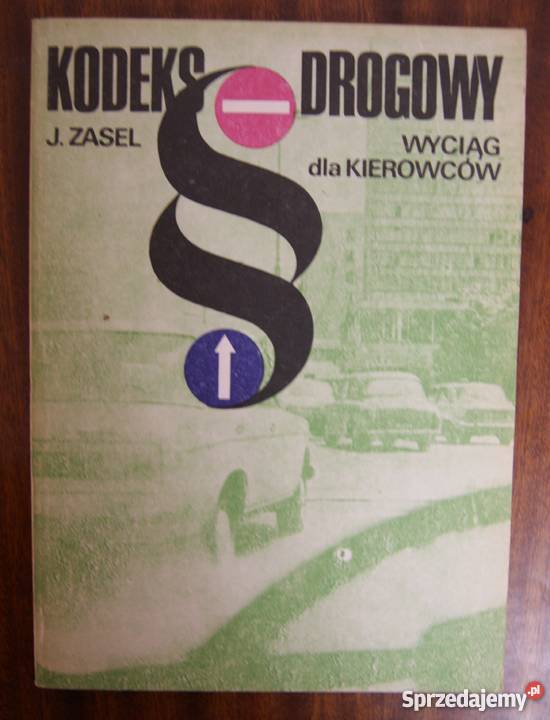 KODEKS § DROGOWY
J. ZASEL
WYCIĄG
dla KIEROWCÓW
Sprzedajemy.pl